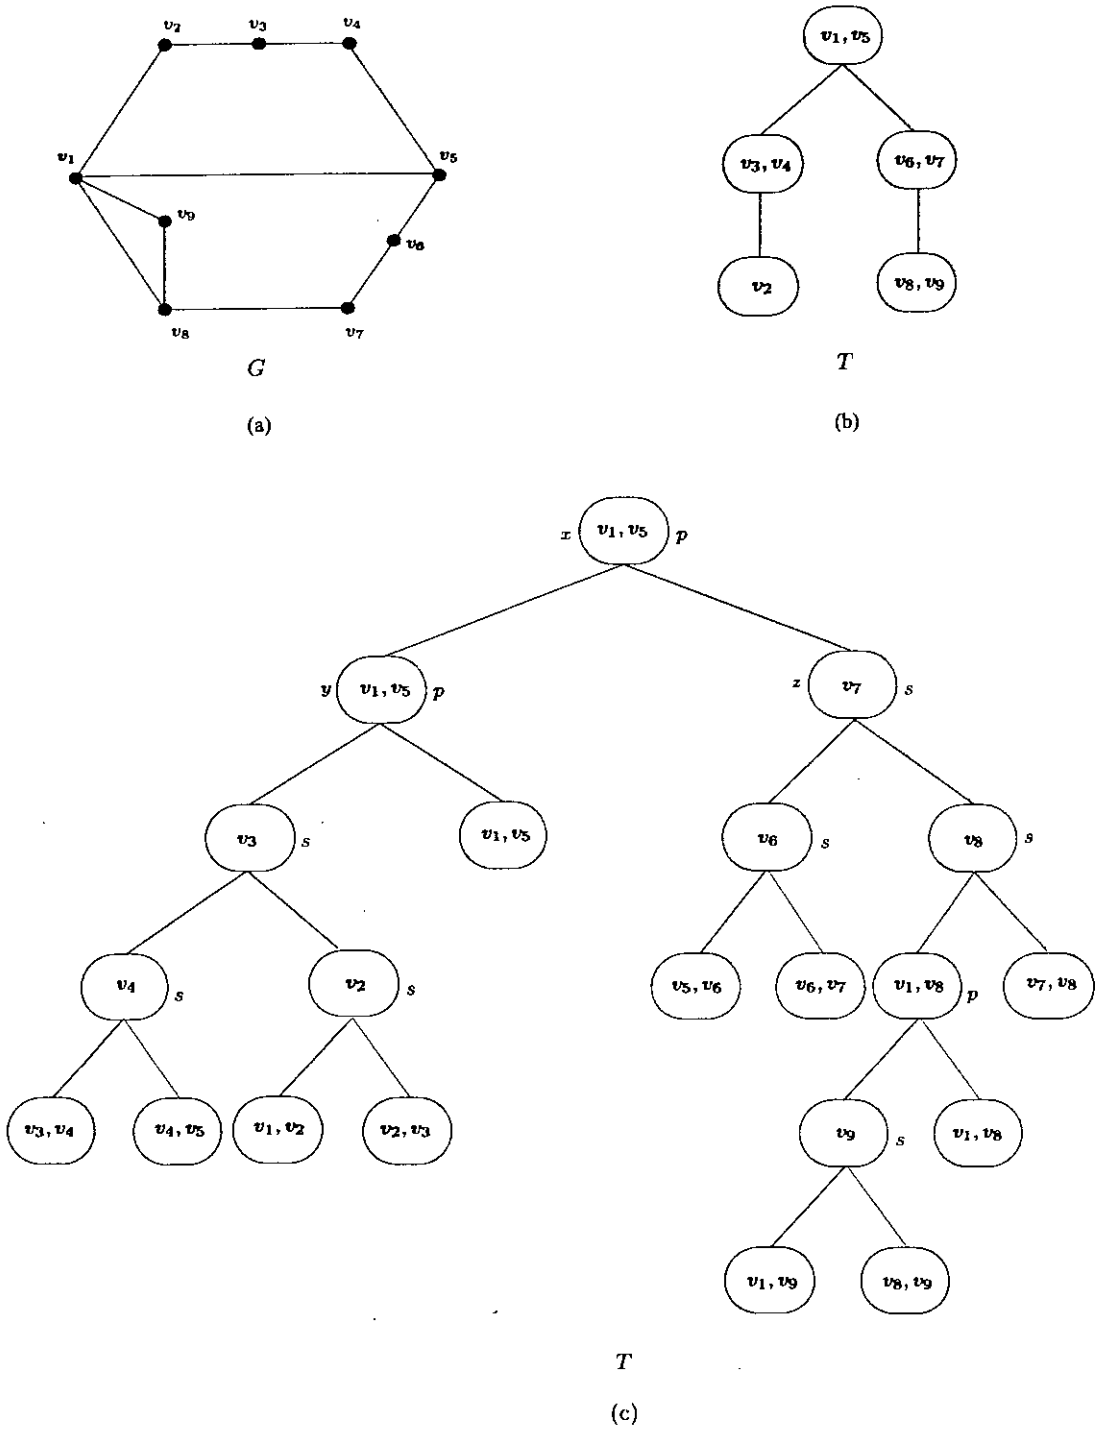 v₂ v₃ v₄
v₁ v₅
v₉
v₆
v₈ v₇
G
(a)
v₁, v₅
v₃, v₄ v₆, v₇
v₂ v₈, v₉
T
(b)
x v₁, v₅ p
y v₁, v₅ p z v₇ s
v₃ s v₁, v₅ v₆ s v₈ s
v₄ s v₂ s v₅, v₆ v₆, v₇ v₁, v₈ p v₇, v₈
v₃, v₄ v₄, v₅ v₁, v₂ v₂, v₃ v₉ s v₁, v₈
v₁, v₉ v₈, v₉
T
(c)